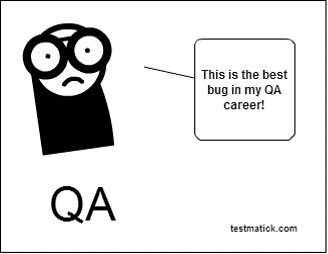 This is the best
bug in my QA
career!
QA
testmatick.com